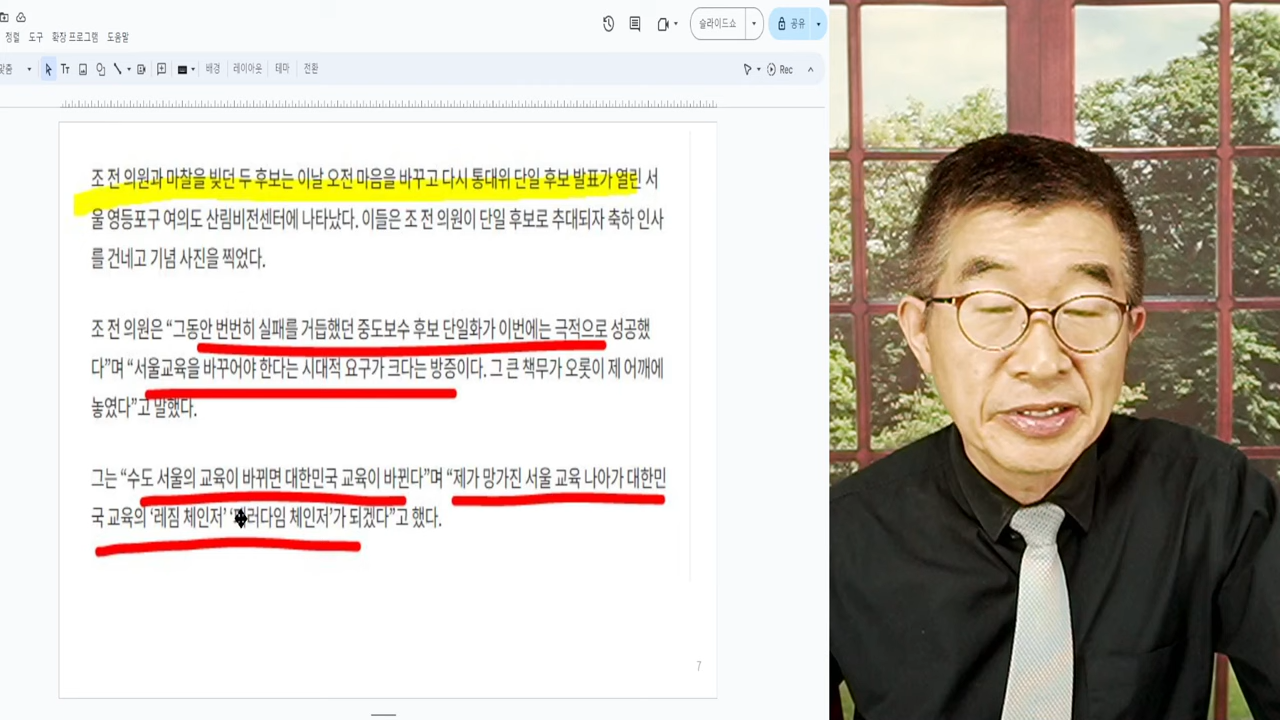 정렬 도구 확장 프로그램 도움말
슬라이드쇼
공유
맞춤
Tr
배경 레이아웃 테마 전환
Rec
조 전 의원과 마찰을 빚던 두 후보는 이날 오전 마음을 바꾸고 다시 통대위 단일 후보 발표가 열린 서
울 영등포구 여의도 산림비전센터에 나타났다. 이들은 조 전 의원이 단일 후보로 추대되자 축하 인사
를 건네고 기념 사진을 찍었다.
조 전 의원은 “그동안 번번히 실패를 거듭했던 중도보수 후보 단일화가 이번에는 극적으로 성공했
다”며 “서울교육을 바꾸어야 한다는 시대적 요구가 크다는 방증이다. 그 큰 책무가 오롯이 제 어깨에
놓였다”고 말했다.
그는 “수도 서울의 교육이 바뀌면 대한민국 교육이 바뀐다”며 “제가 망가진 서울 교육 나아가 대한민
국 교육의 ‘레짐 체인저’ 체인저’가 되겠다”고 했다.
7